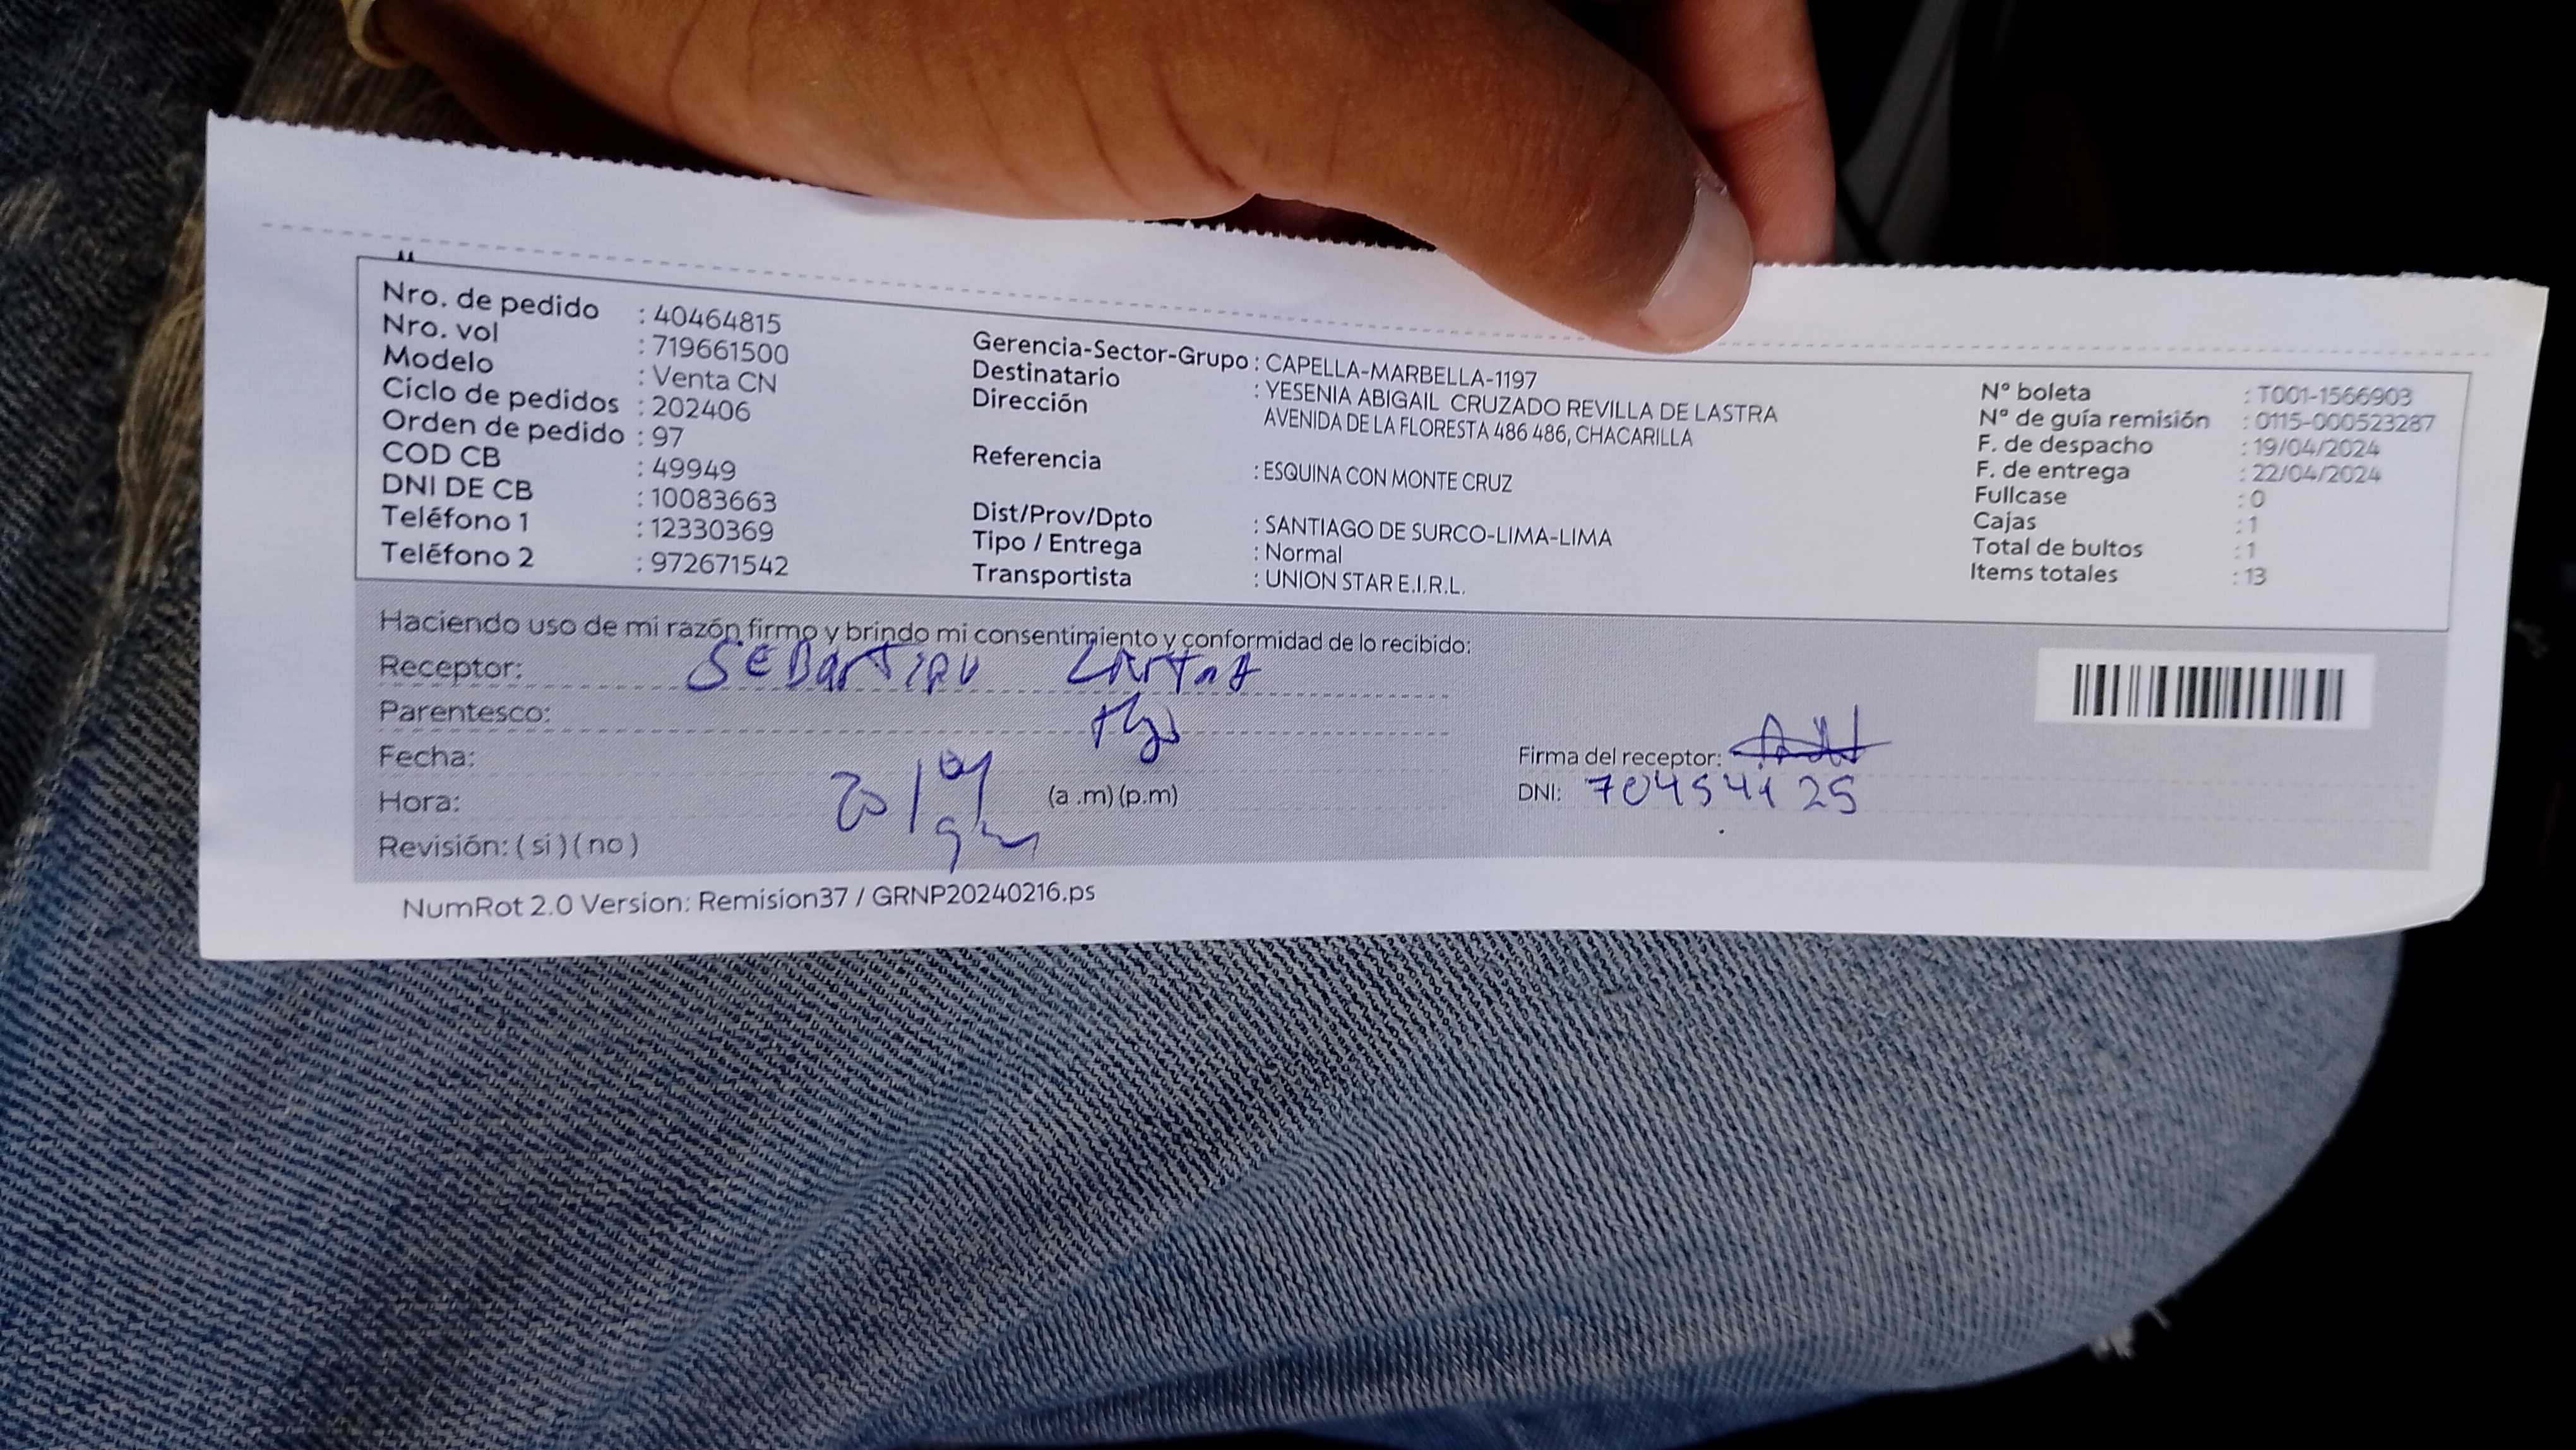 Nro. de pedido : 40464815
Nro. vol : 719661500
Modelo : Venta CN
Ciclo de pedidos : 202406
Orden de pedido : 97
COD CB : 49949
DNI DE CB : 10083663
Teléfono 1 : 12330369
Teléfono 2 : 972671542
Gerencia-Sector-Grupo : CAPELLA-MARBELLA-1197
Destinatario : YESENIA ABIGAIL CRUZADO REVILLA DE LASTRA
Dirección AVENIDA DE LA FLORESTA 486 486, CHACARILLA
Referencia : ESQUINA CON MONTE CRUZ
Dist/Prov/Dpto : SANTIAGO DE SURCO-LIMA-LIMA
Tipo / Entrega : Normal
Transportista : UNION STAR E.I.R.L.
N° boleta : T001-1566903
N° de guía remisión : 0115-000523287
F. de despacho : 19/04/2024
F. de entrega : 22/04/2024
Fullcase : 0
Cajas : 1
Total de bultos : 1
Items totales : 13
Haciendo uso de mi razón firmo y brindo mi consentimiento y conformidad de lo recibido:
Receptor: SEBASTIAN
Parentesco:
Fecha: 20/04
Hora: (a .m) (p.m)
Revisión: ( si ) ( no )
Firma del receptor:
DNI:
NumRot 2.0 Version: Remision37 / GRNP20240216.ps